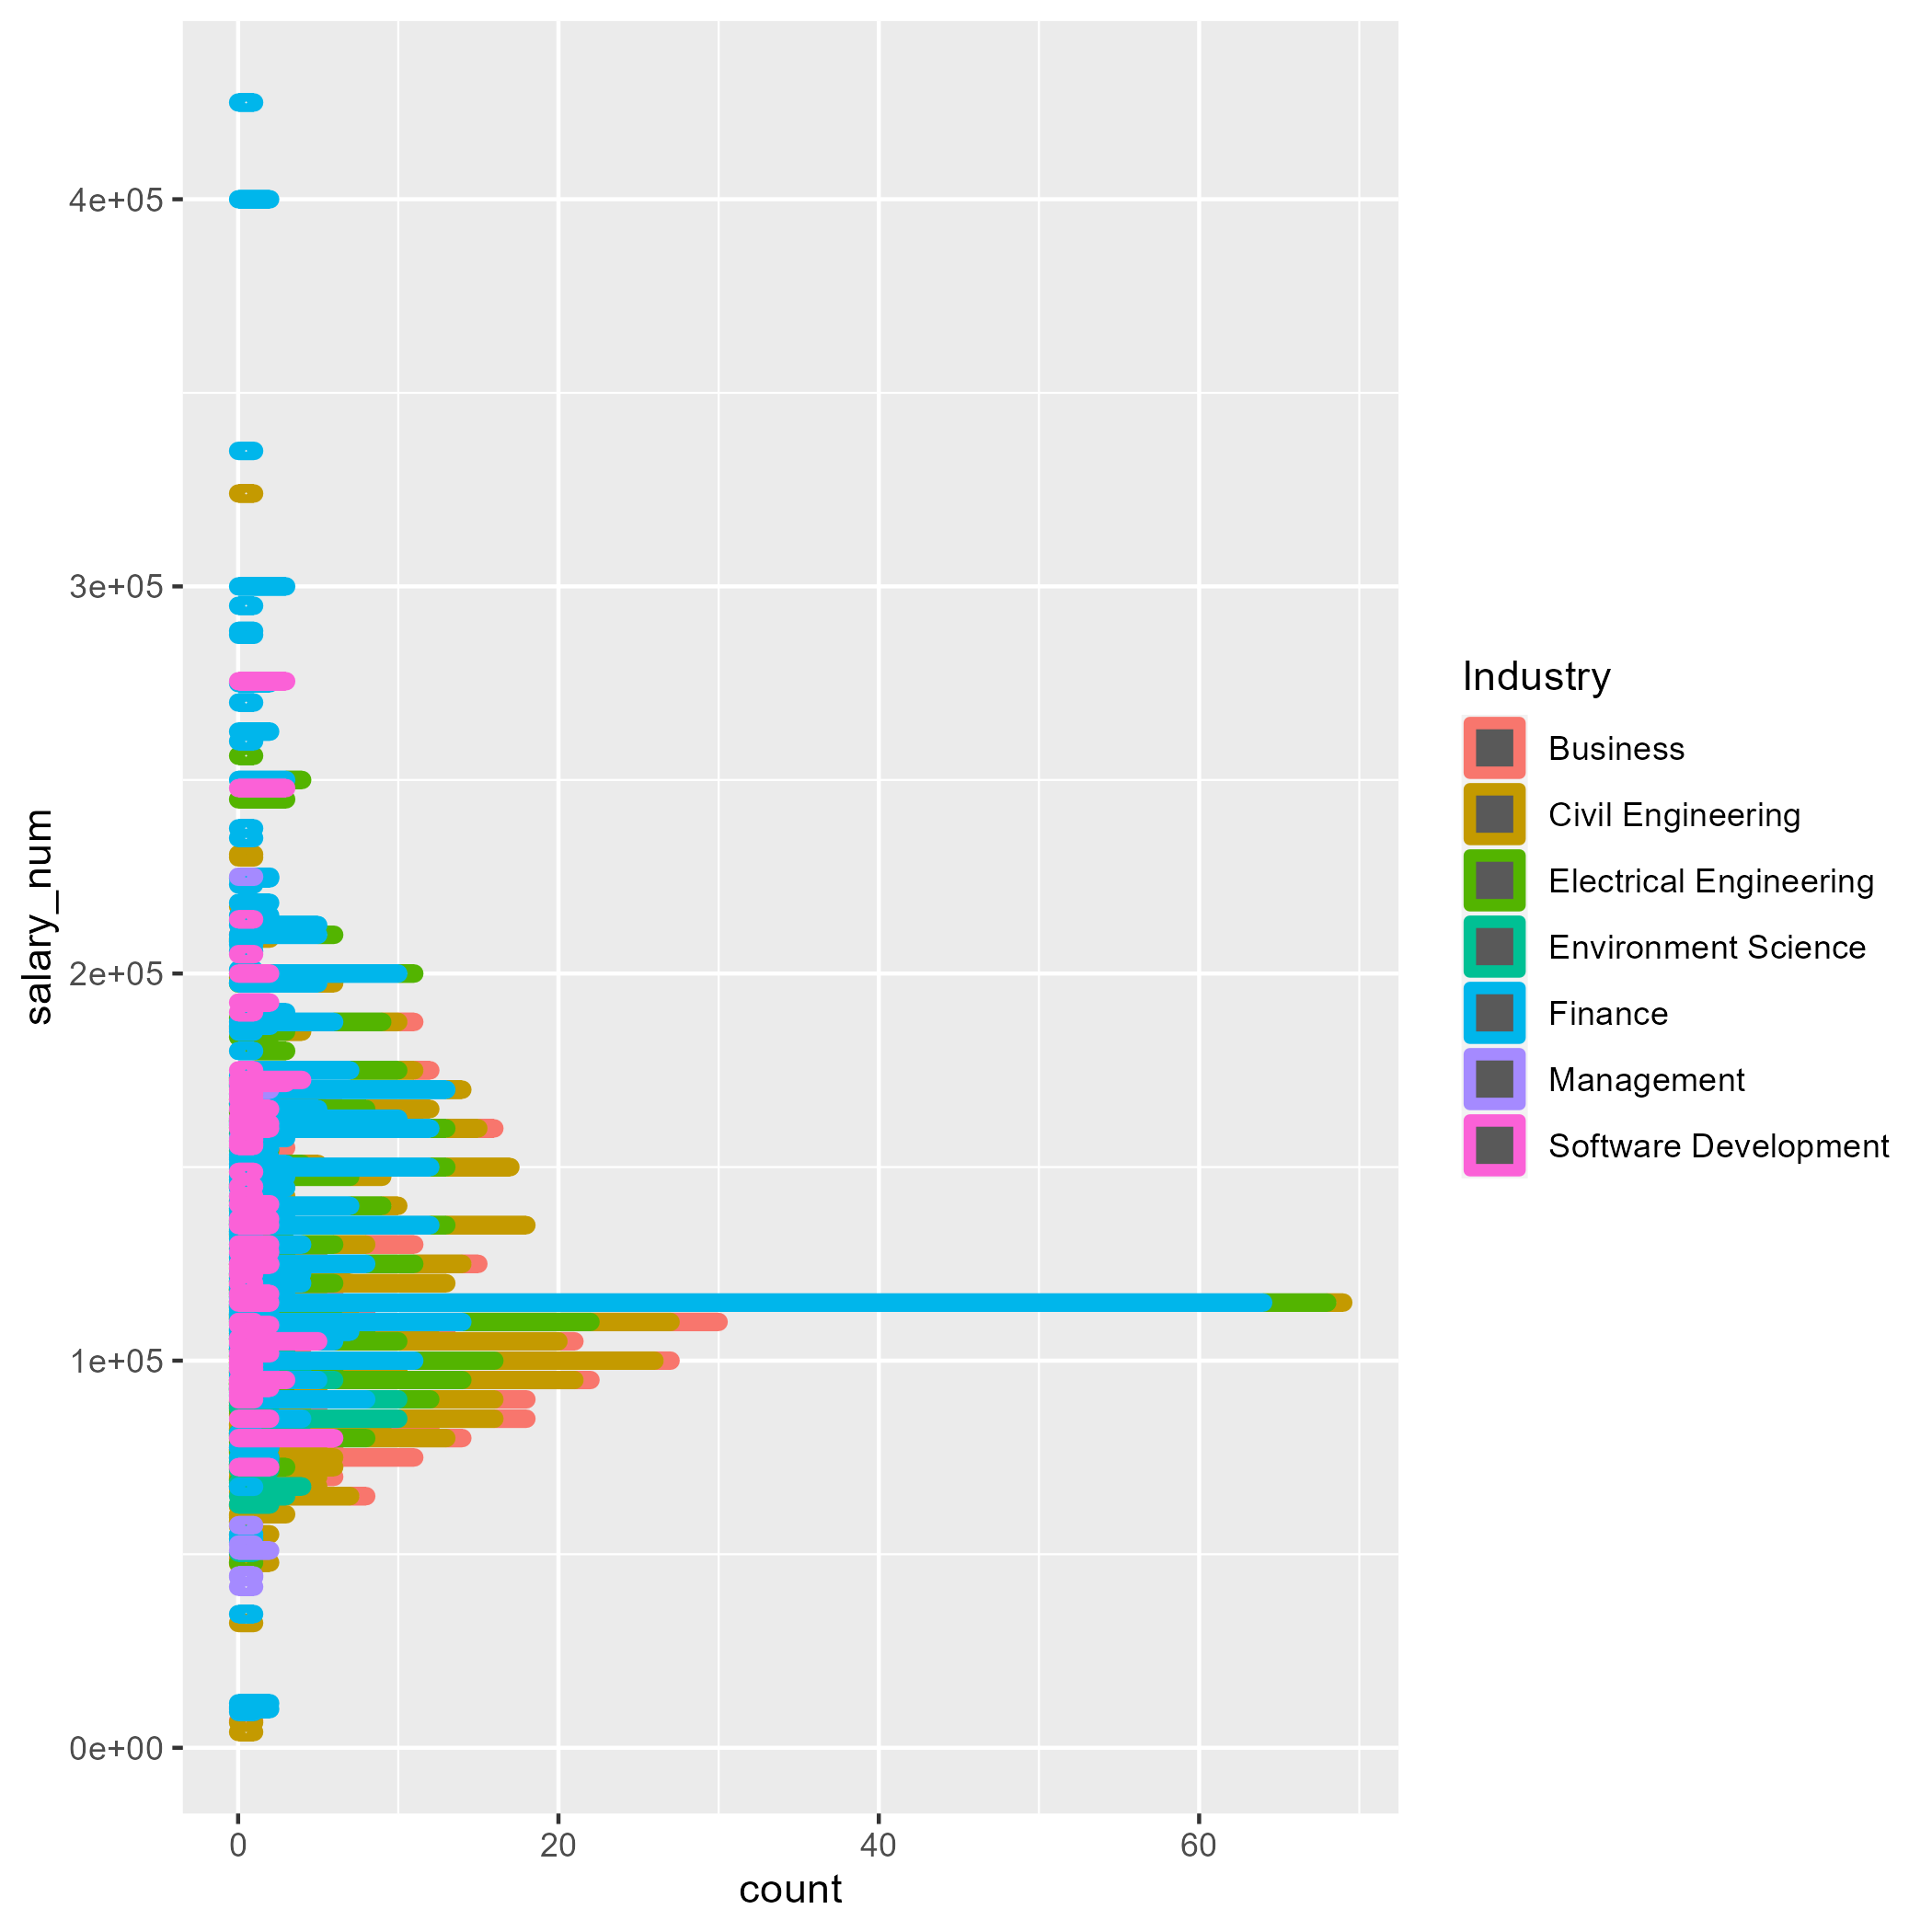 4e+05
3e+05
2e+05
1e+05
0e+00
salary_num
0
20
40
60
count
Industry
Business
Civil Engineering
Electrical Engineering
Environment Science
Finance
Management
Software Development